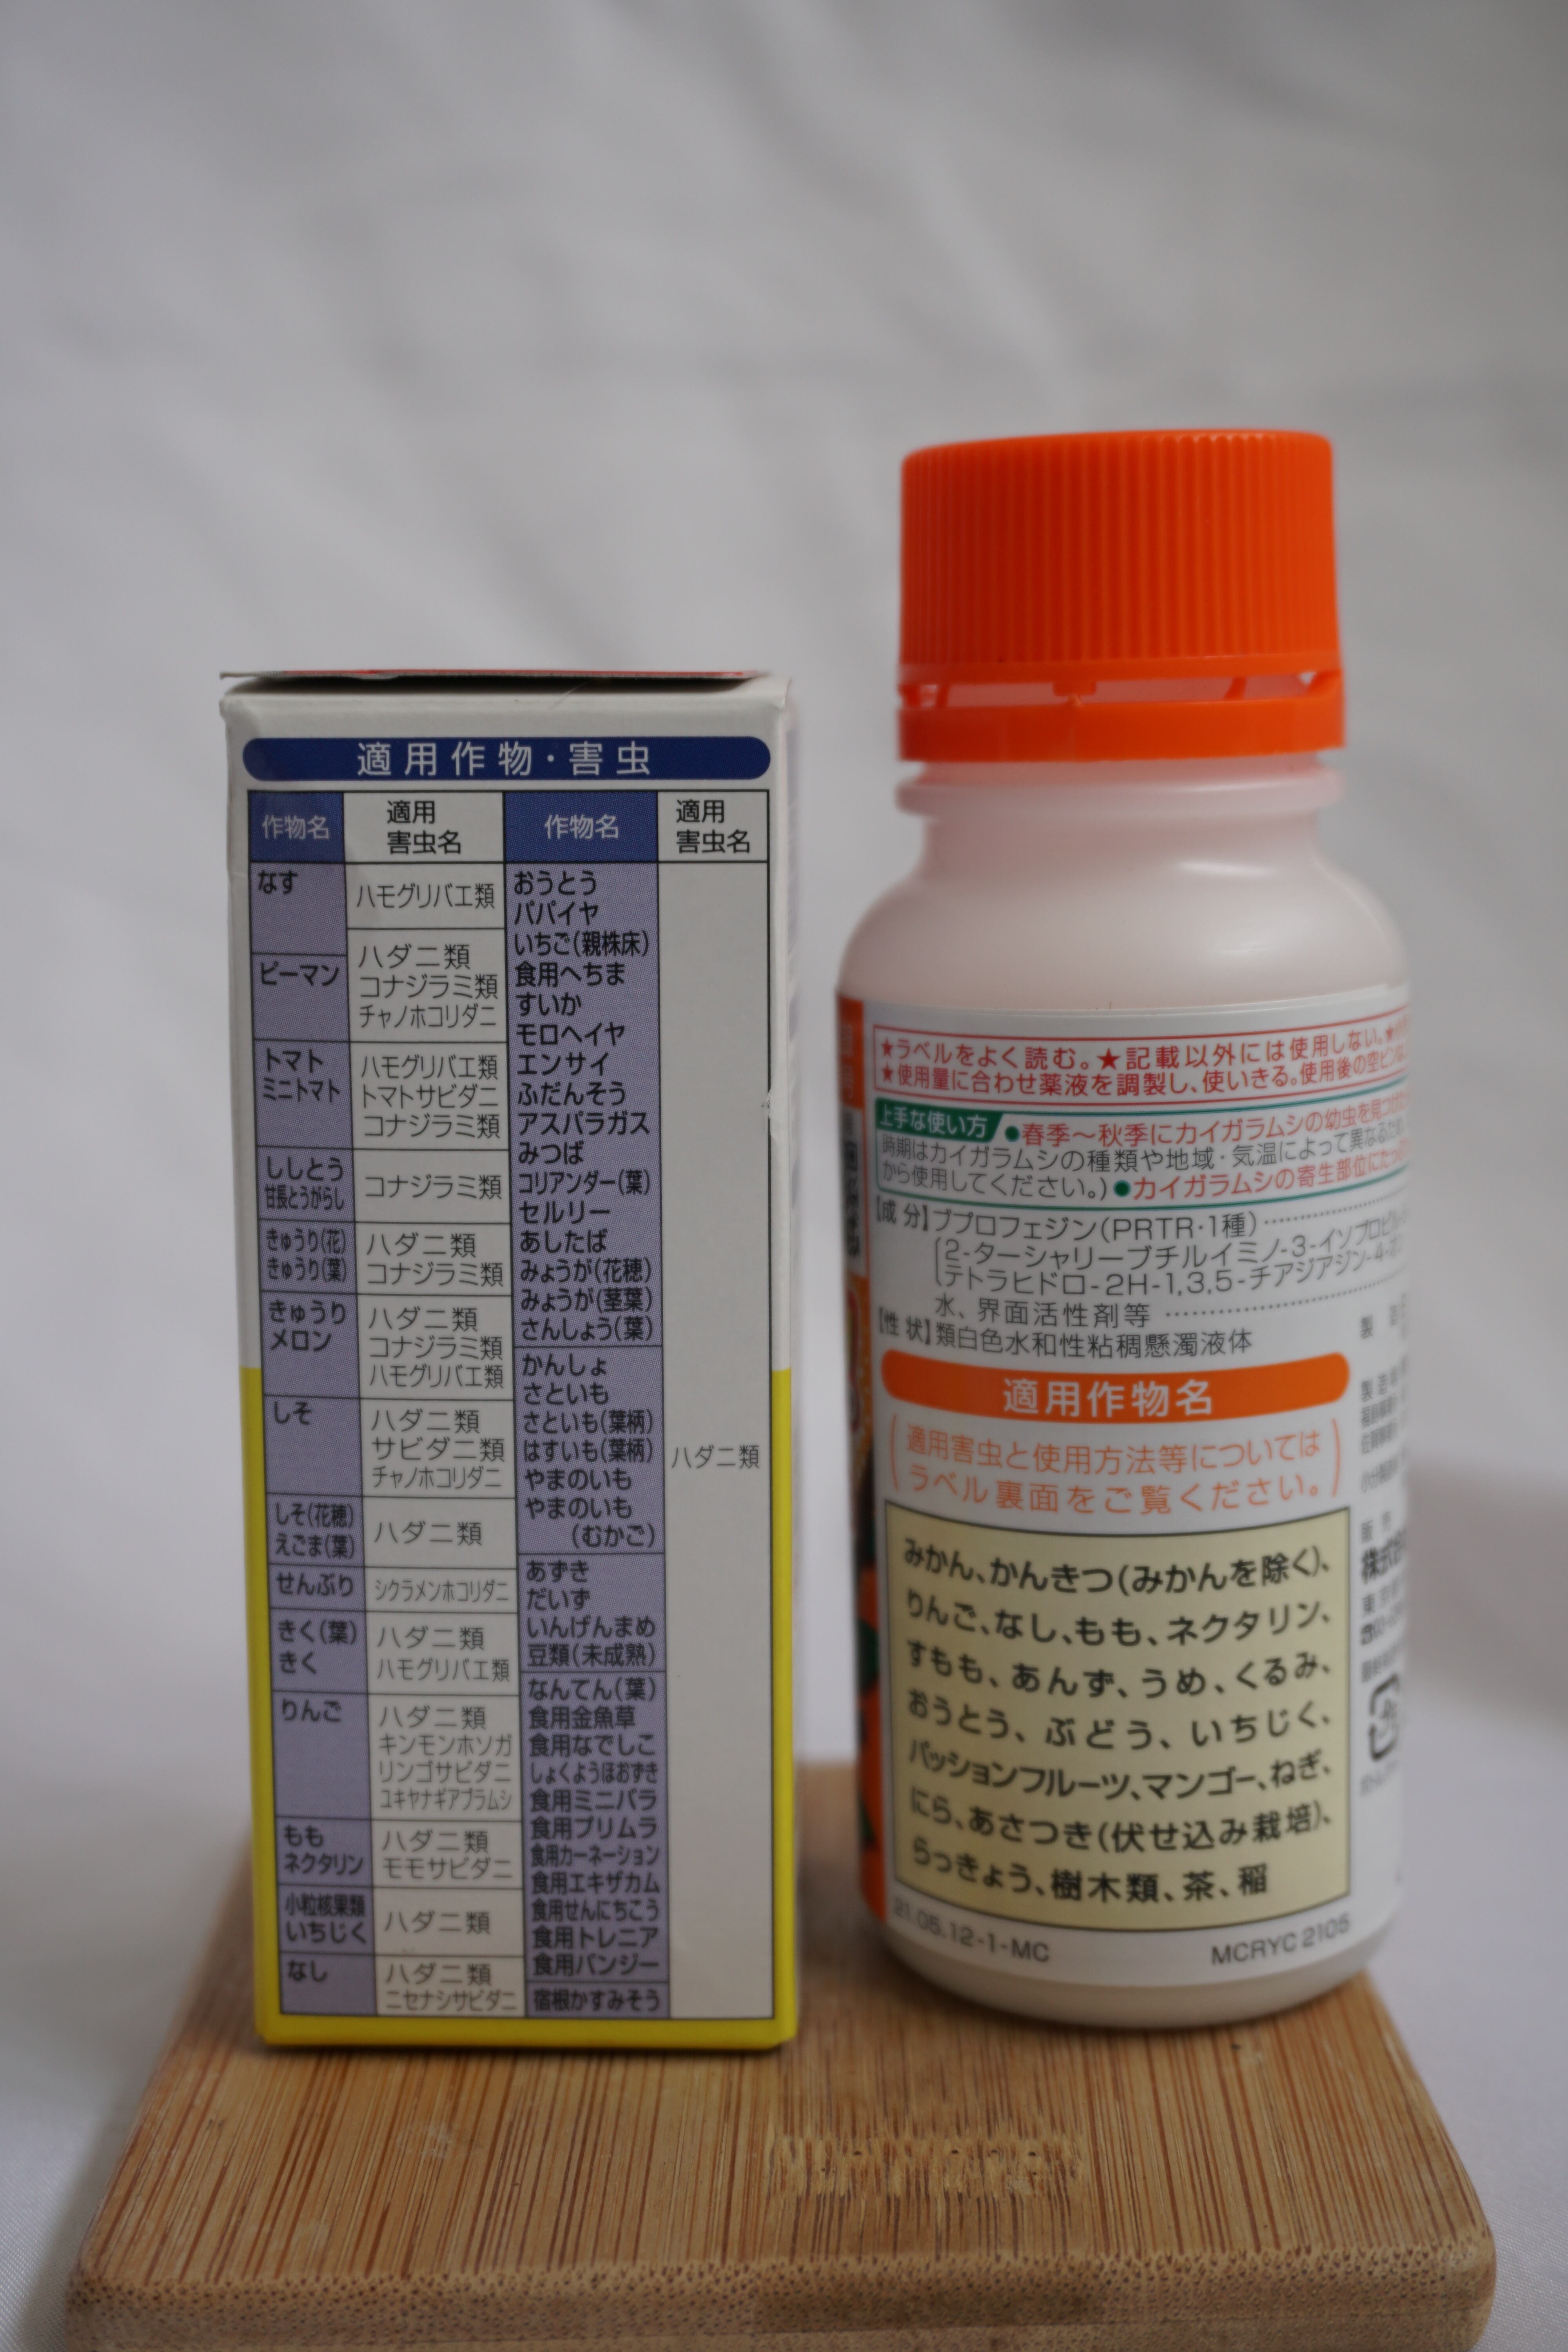 適用作物・害虫
作物名
適用
害虫名
なす
ハモグリバエ類
ピーマン
ハダニ類
コナジラミ類
チャノホコリダニ
トマト
ミニトマト
ハモグリバエ類
トマトサビダニ
コナジラミ類
ししとう
甘長とうがらし
コナジラミ類
きゅうり(花)
きゅうり(葉)
ハダニ類
コナジラミ類
きゅうり
メロン
ハダニ類
コナジラミ類
ハモグリバエ類
しそ
ハダニ類
サビダニ類
チャノホコリダニ
しそ(花穂)
えごま(葉)
ハダニ類
せんぶり
シクラメンホコリダニ
きく(葉)
きく
ハダニ類
ハモグリバエ類
りんご
ハダニ類
キンモンホソガ
リンゴサビダニ
ユキヤナギアブラムシ
もも
ネクタリン
ハダニ類
モモサビダニ
小粒核果類
いちじく
ハダニ類
なし
ハダニ類
ニセナシサビダニ
作物名
適用
害虫名
おうとう
パパイヤ
いちご(親株床)
食用へちま
すいか
モロヘイヤ
エンサイ
ふだんそう
アスパラガス
みつば
コリアンダー(葉)
セルリー
あしたば
みょうが(花穂)
みょうが(茎葉)
さんしょう(葉)
かんしょ
さといも
さといも(葉柄)
はすいも(葉柄)
やまのいも
やまのいも
(むかご)
あずき
だいず
いんげんまめ
豆類(未成熟)
なんてん(葉)
食用金魚草
食用なでしこ
しょくようほおずき
食用ミニバラ
食用プリムラ
食用カーネーション
食用エキザカム
食用せんにちこう
食用トレニア
食用パンジー
宿根かすみそう
ハダニ類
★ラベルをよく読む。★記載以外には使用しない。★
★使用量に合わせ薬液を調製し、使いきる。使用後の空ビン
上手な使い方 ●春季〜秋季にカイガラムシの幼虫を見つけ
時期はカイガラムシの種類や地域・気温によって異なるため
から使用してください。)●カイガラムシの寄生部位にたっ
【成 分】ブプロフェジン(PRTR・1種)
(2-ターシャリーブチルイミノ-3-イソプロピル
テトラヒドロ-2H-1,3,5-チアジアジン-4-
水、界面活性剤等
【性 状】類白色水和性粘稠懸濁液体
適用作物名
(適用害虫と使用方法等については
ラベル裏面をご覧ください。)
みかん、かんきつ(みかんを除く)、
りんご、なし、もも、ネクタリン、
すもも、あんず、うめ、くるみ、
おうとう、ぶどう、いちじく、
パッションフルーツ、マンゴー、ねぎ、
にら、あさつき(伏せ込み栽培)、
らっきょう、樹木類、茶、稲
21.05.12-1-MC
MCRYC 2105
製 造
製造
株式会
東京